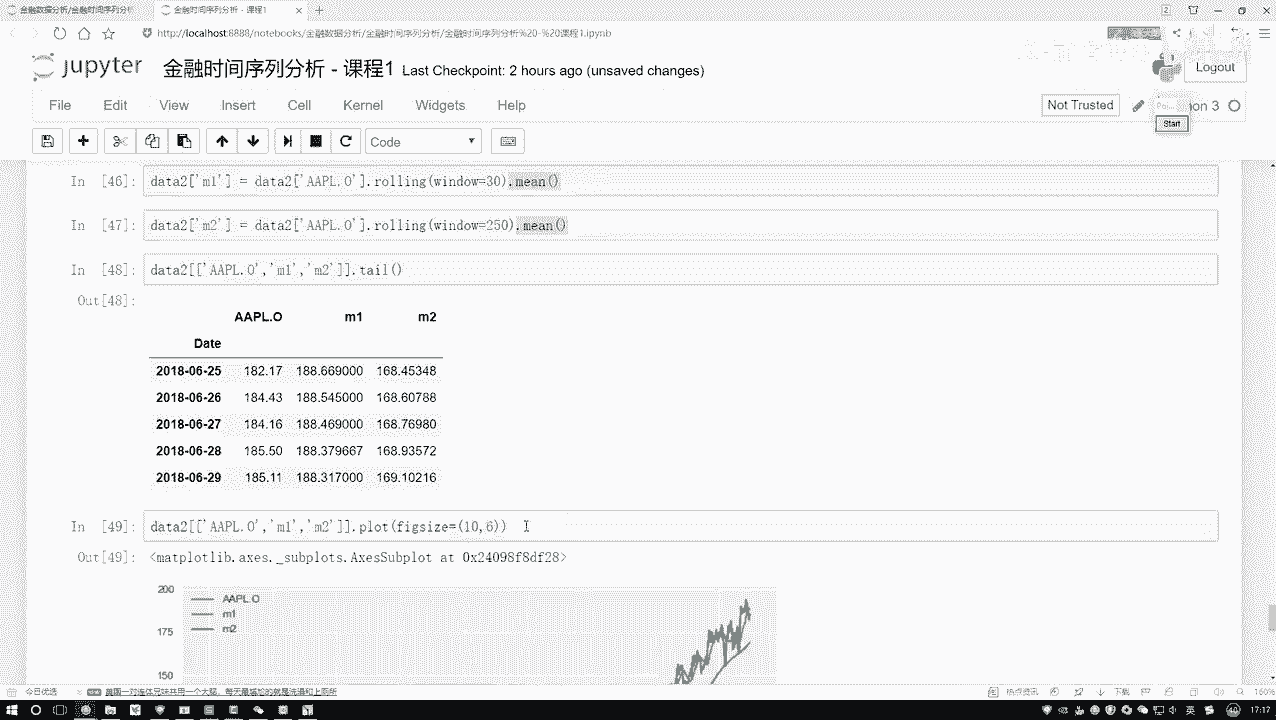 金融数据分析/金融时间序列分析
金融时间序列分析 - 课程1
http://localhost:8888/notebooks/金融数据分析/金融时间序列分析/金融时间序列分析%20-%20课程1.ipynb
jupyter 金融时间序列分析 - 课程1 Last Checkpoint: 2 hours ago (unsaved changes)
Logout
File Edit View Insert Cell Kernel Widgets Help
Not Trusted
on 3
Start
Code
In [46]: data2['m1'] = data2['AAPL.O'].rolling(window=30).mean()
In [47]: data2['m2'] = data2['AAPL.O'].rolling(window=250).mean()
In [48]: data2[['AAPL.O','m1','m2']].tail()
Out[48]:
AAPL.O m1 m2
Date
2018-06-25 182.17 188.669000 168.45348
2018-06-26 184.43 188.545000 168.60788
2018-06-27 184.16 188.469000 168.76980
2018-06-28 185.50 188.379667 168.93572
2018-06-29 185.11 188.317000 169.10216
In [49]: data2[['AAPL.O','m1','m2']].plot(figsize=(10,6))
Out[49]: <matplotlib.axes._subplots.AxesSubplot at 0x24098f8df28>
200
AAPL.O
m1
175
m2
150
今日优选
热点资讯
下载
160%
英
17:17